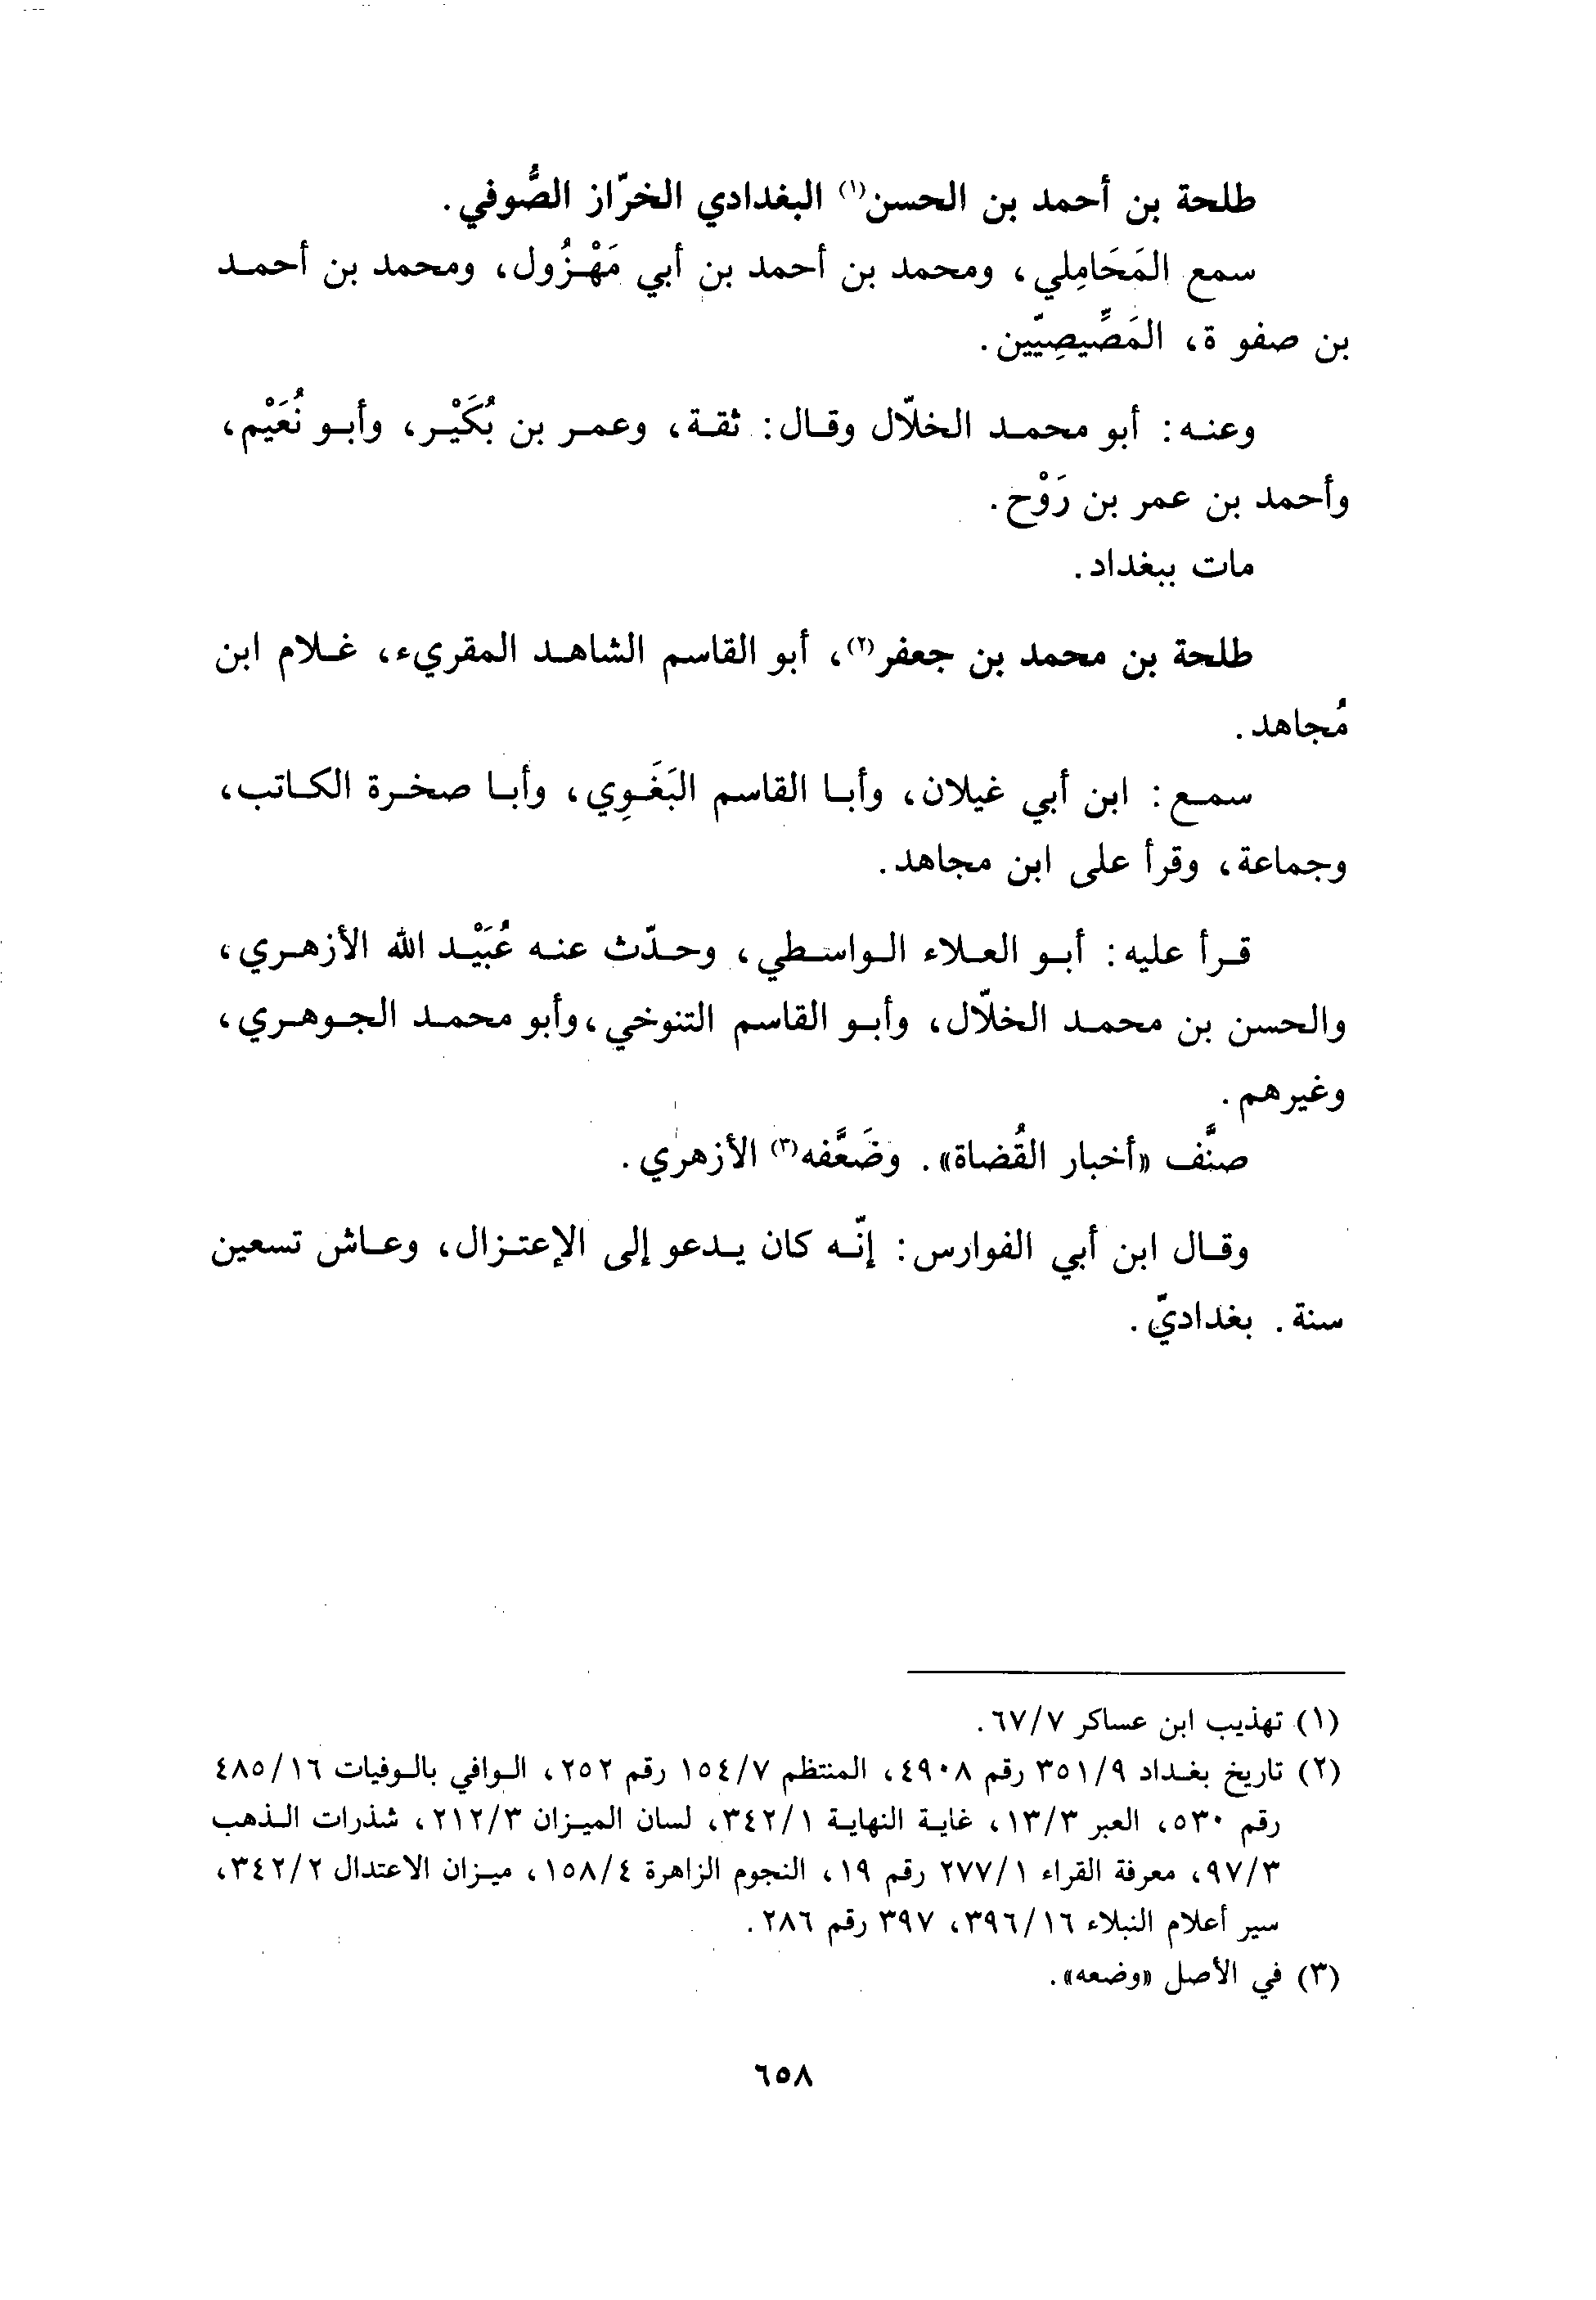 طلحة بن أحمد بن الحسن(١) البغدادي الخرّاز الصُّوفي.
سمع المَحَامِلي، ومحمد بن أحمد بن أبي مَهْزُول، ومحمد بن أحمد
بن صفو ة، المَصِّيصِيّين.
وعنه: أبو محمد الخلّال وقال: ثقة، وعمر بن بُكَيْر، وأبو نُعَيْم،
وأحمد بن عمر بن رَوْح.
مات ببغداد.
طلحة بن محمد بن جعفر(٢)، أبو القاسم الشاهد المقريء، غلام ابن
مُجاهد.
سمع: ابن أبي غيلان، وأبا القاسم البَغَوِي، وأبا صخرة الكاتب،
وجماعة، وقرأ على ابن مجاهد.
قرأ عليه: أبو العلاء الواسطي، وحدّث عنه عُبَيْد الله الأزهري،
والحسن بن محمد الخلّال، وأبو القاسم التنوخي، وأبو محمد الجوهري،
وغيرهم.
صنَّف «أخبار القُضاة». وضَعَّفه(٣) الأزهري.
وقال ابن أبي الفوارس: إنّه كان يدعو إلى الإعتزال، وعاش تسعين
سنة. بغداديّ.
(١) تهذيب ابن عساكر ٦٧/٧.
(٢) تاريخ بغداد ٣٥١/٩ رقم ٤٩٠٨، المنتظم ١٥٤/٧ رقم ٢٥٢، الوافي بالوفيات ٤٨٥/١٦
رقم ٥٣٠، العبر ١٣/٣، غاية النهاية ٣٤٢/١، لسان الميزان ٢١٢/٣، شذرات الذهب
٩٧/٣، معرفة القراء ٢٧٧/١ رقم ١٩، النجوم الزاهرة ١٥٨/٤، ميزان الاعتدال ٣٤٢/٢،
سير أعلام النبلاء ٣٩٦/١٦، ٣٩٧ رقم ٢٨٦.
(٣) في الأصل «وضعه».
٦٥٨